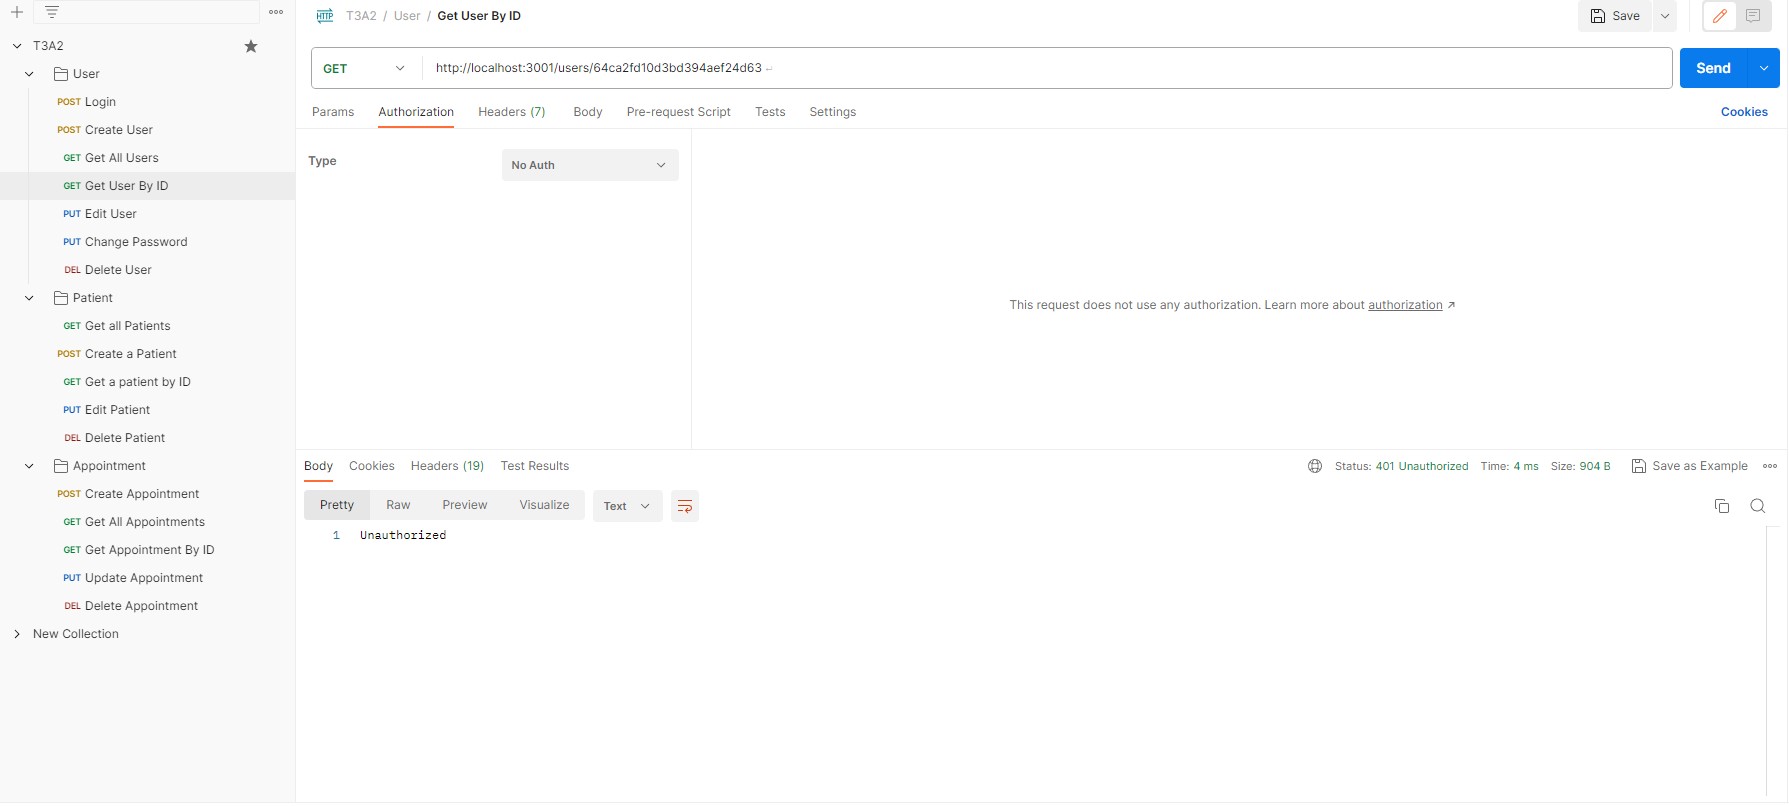 T3A2
User
POST Login
POST Create User
GET Get All Users
GET Get User By ID
PUT Edit User
PUT Change Password
DEL Delete User
Patient
GET Get all Patients
POST Create a Patient
GET Get a patient by ID
PUT Edit Patient
DEL Delete Patient
Appointment
POST Create Appointment
GET Get All Appointments
GET Get Appointment By ID
PUT Update Appointment
DEL Delete Appointment
New Collection
HTTP T3A2 / User / Get User By ID Save
GET http://localhost:3001/users/64ca2fd10d3bd394aef24d63 Send
Params Authorization Headers (7) Body Pre-request Script Tests Settings Cookies
Type No Auth
This request does not use any authorization. Learn more about authorization ↗
Body Cookies Headers (19) Test Results Status: 401 Unauthorized Time: 4 ms Size: 904 B Save as Example
Pretty Raw Preview Visualize Text
1 Unauthorized